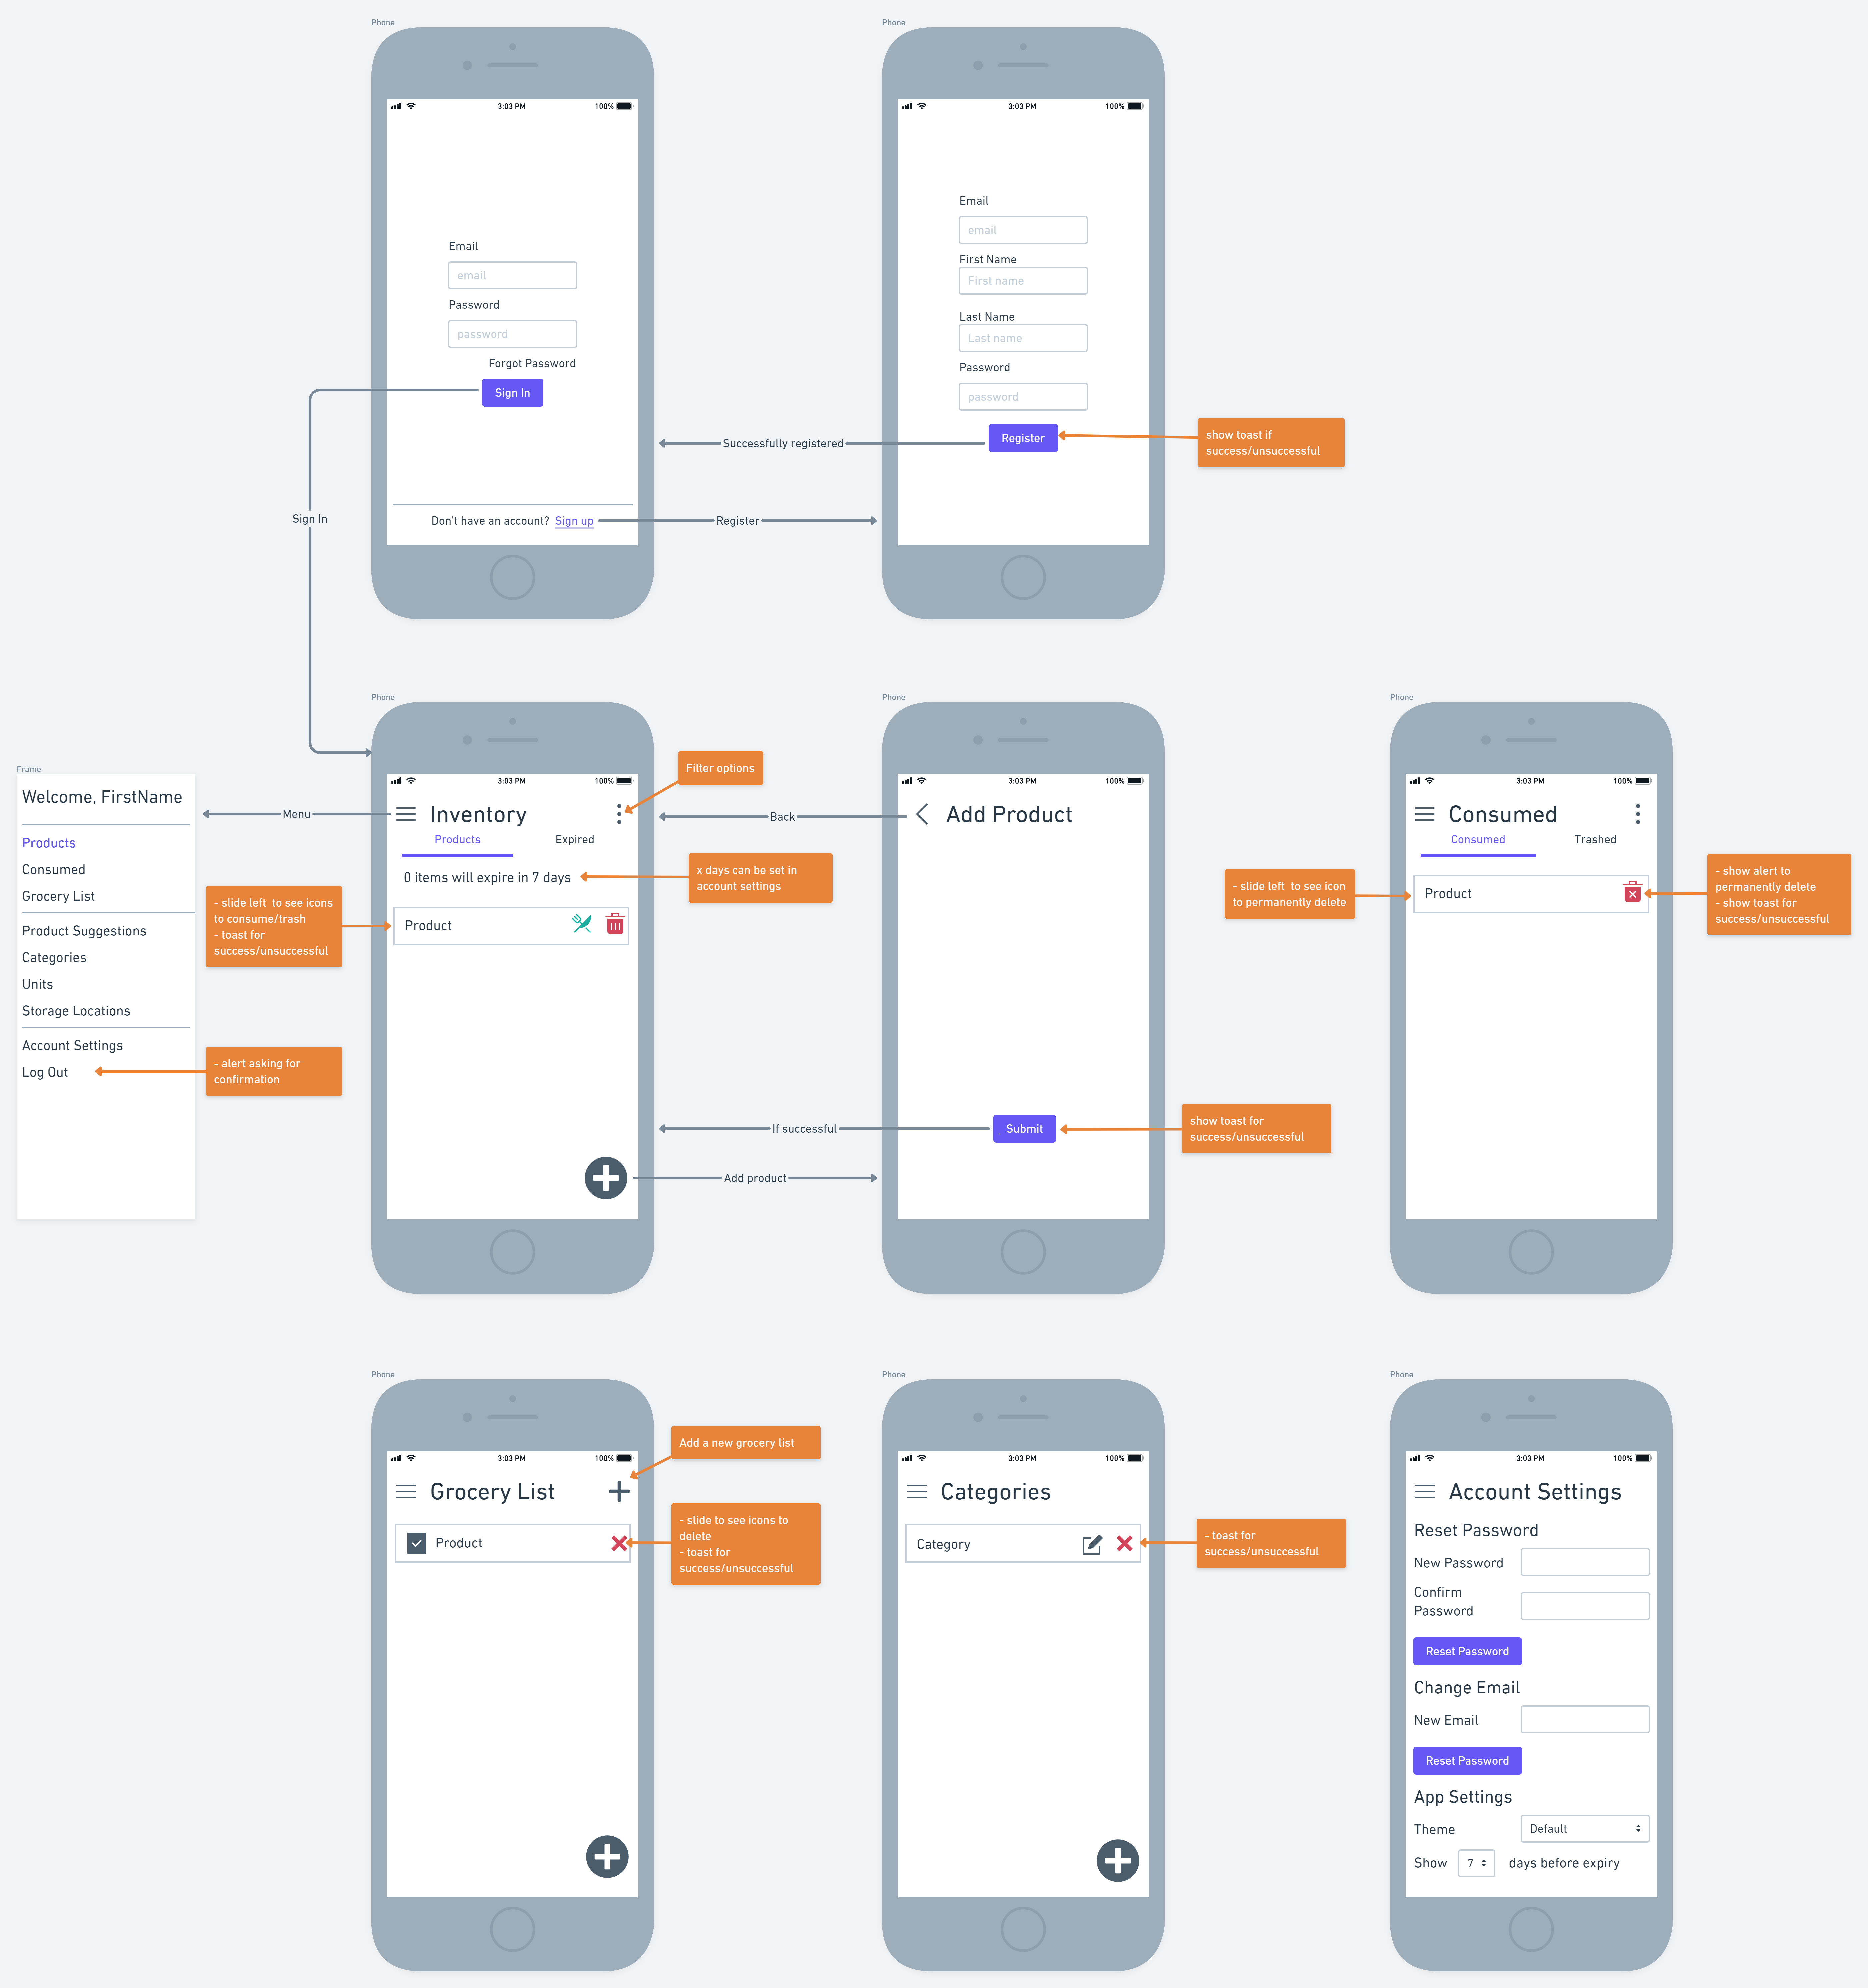 Phone
3:03 PM
100%
Email
email
Password
password
Forgot Password
Sign In
Don't have an account? Sign up
Phone
3:03 PM
100%
Email
email
First Name
First name
Last Name
Last name
Password
password
Register
show toast if
success/unsuccessful
Successfully registered
Register
Sign In
Frame
Welcome, FirstName
Products
Consumed
Grocery List
Product Suggestions
Categories
Units
Storage Locations
Account Settings
Log Out
Menu
- slide left to see icons
to consume/trash
- toast for
success/unsuccessful
- alert asking for
confirmation
Phone
3:03 PM
100%
Inventory
Products
Expired
0 items will expire in 7 days
Product
Filter options
x days can be set in
account settings
Back
If successful
Add product
Phone
3:03 PM
100%
Add Product
Submit
show toast for
success/unsuccessful
- slide left to see icon
to permanently delete
Phone
3:03 PM
100%
Consumed
Consumed
Trashed
Product
- show alert to
permanently delete
- show toast for
success/unsuccessful
Phone
3:03 PM
100%
Grocery List
Product
Add a new grocery list
- slide to see icons to
delete
- toast for
success/unsuccessful
Phone
3:03 PM
100%
Categories
Category
- toast for
success/unsuccessful
Phone
3:03 PM
100%
Account Settings
Reset Password
New Password
Confirm
Password
Reset Password
Change Email
New Email
Reset Password
App Settings
Theme
Default
Show 7 days before expiry